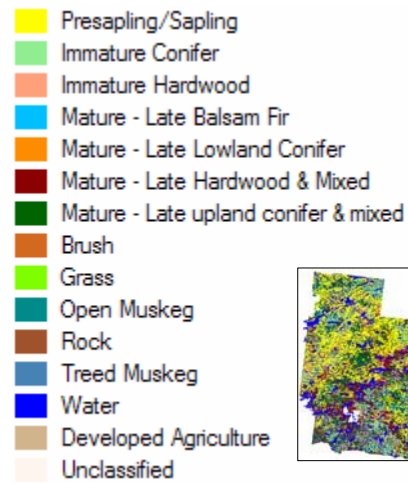 Presapling/Sapling
Immature Conifer
Immature Hardwood
Mature - Late Balsam Fir
Mature - Late Lowland Conifer
Mature - Late Hardwood & Mixed
Mature - Late upland conifer & mixed
Brush
Grass
Open Muskeg
Rock
Treed Muskeg
Water
Developed Agriculture
Unclassified